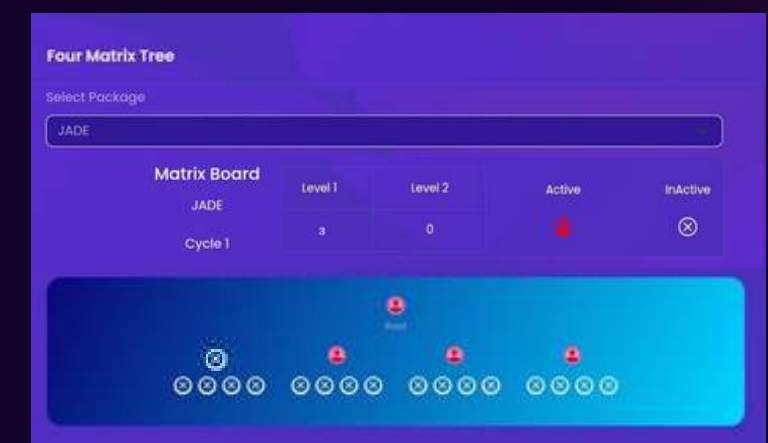 Four Matrix Tree
Select Package
JADE
Matrix Board
JADE
Cycle 1
Level 1
Level 2
Active
InActive
3
0